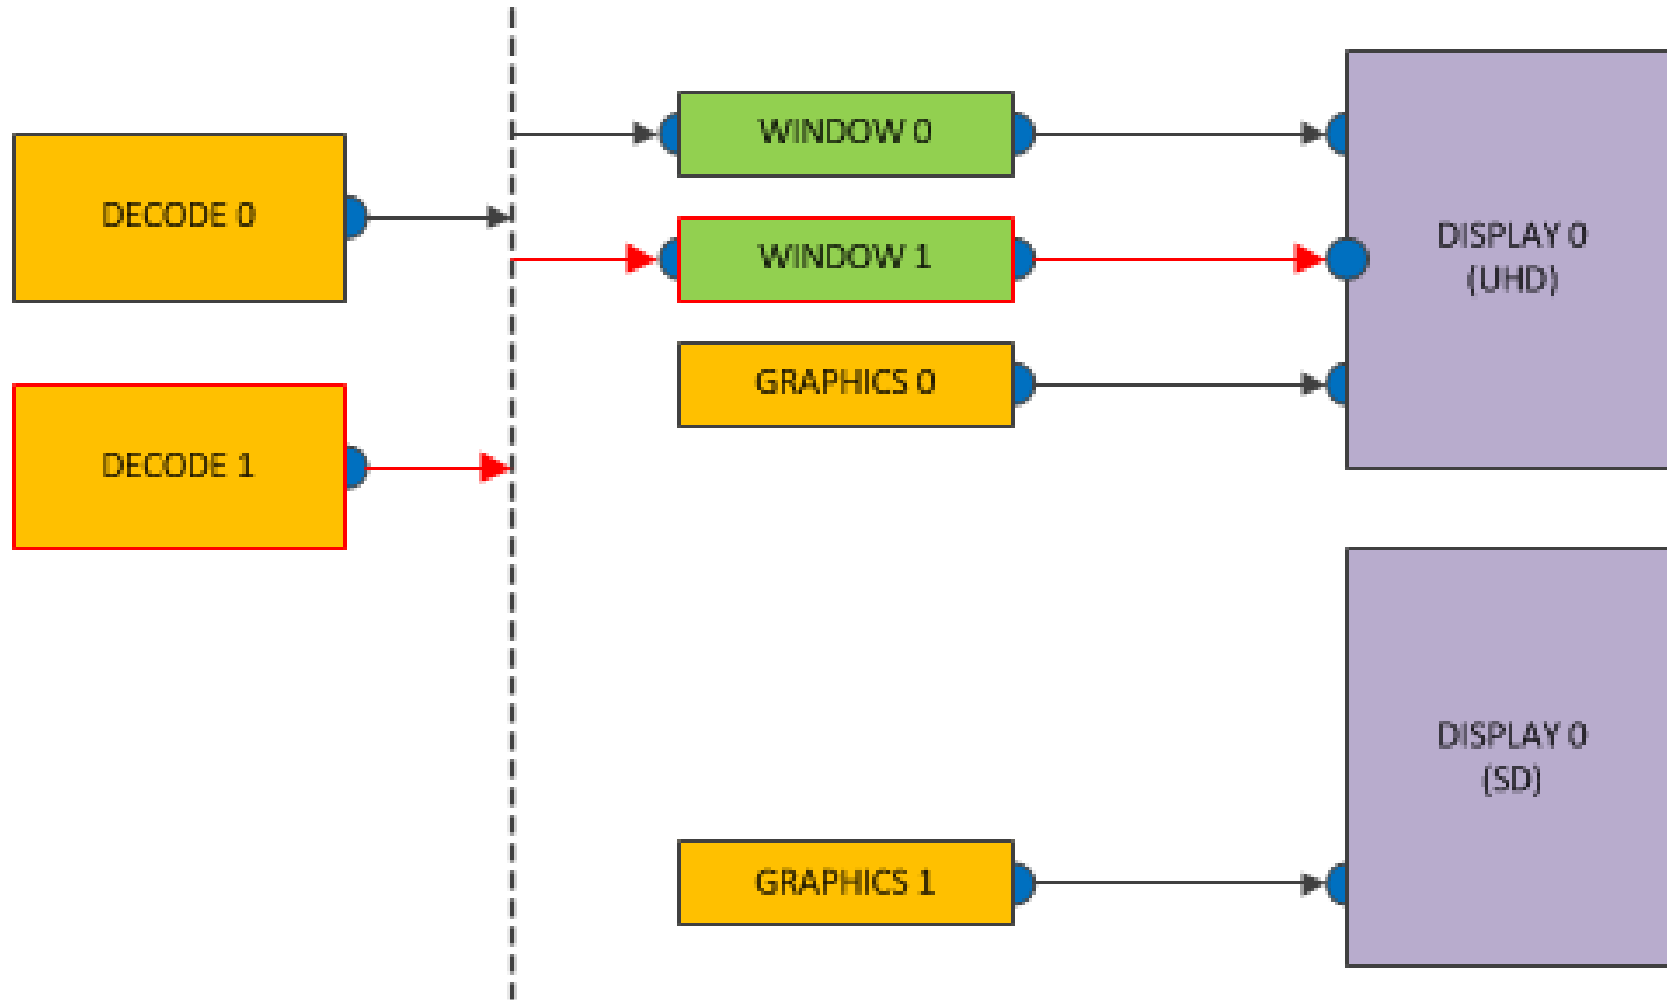 DECODE 0
DECODE 1
WINDOW 0
WINDOW 1
GRAPHICS 0
GRAPHICS 1
DISPLAY 0
(UHD)
DISPLAY 0
(SD)